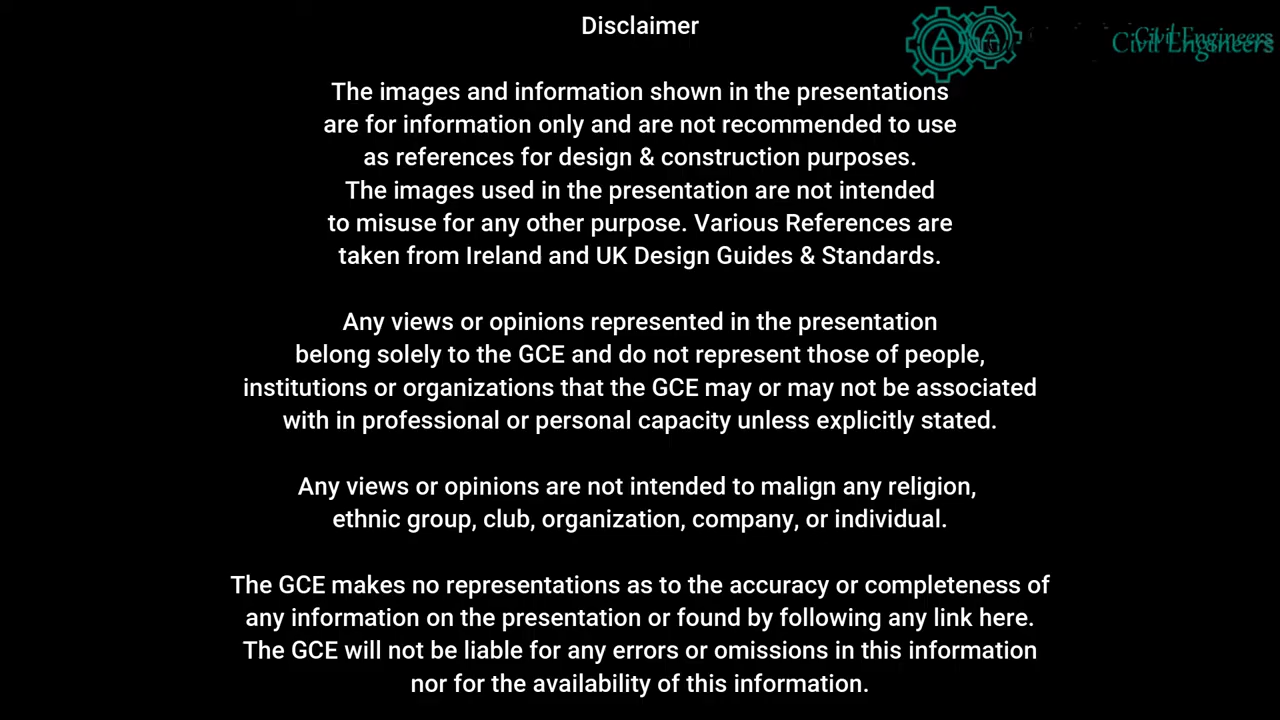 Disclaimer
Civil Engineers
Civil Engineers
The images and information shown in the presentations
are for information only and are not recommended to use
as references for design & construction purposes.
The images used in the presentation are not intended
to misuse for any other purpose. Various References are
taken from Ireland and UK Design Guides & Standards.
Any views or opinions represented in the presentation
belong solely to the GCE and do not represent those of people,
institutions or organizations that the GCE may or may not be associated
with in professional or personal capacity unless explicitly stated.
Any views or opinions are not intended to malign any religion,
ethnic group, club, organization, company, or individual.
The GCE makes no representations as to the accuracy or completeness of
any information on the presentation or found by following any link here.
The GCE will not be liable for any errors or omissions in this information
nor for the availability of this information.